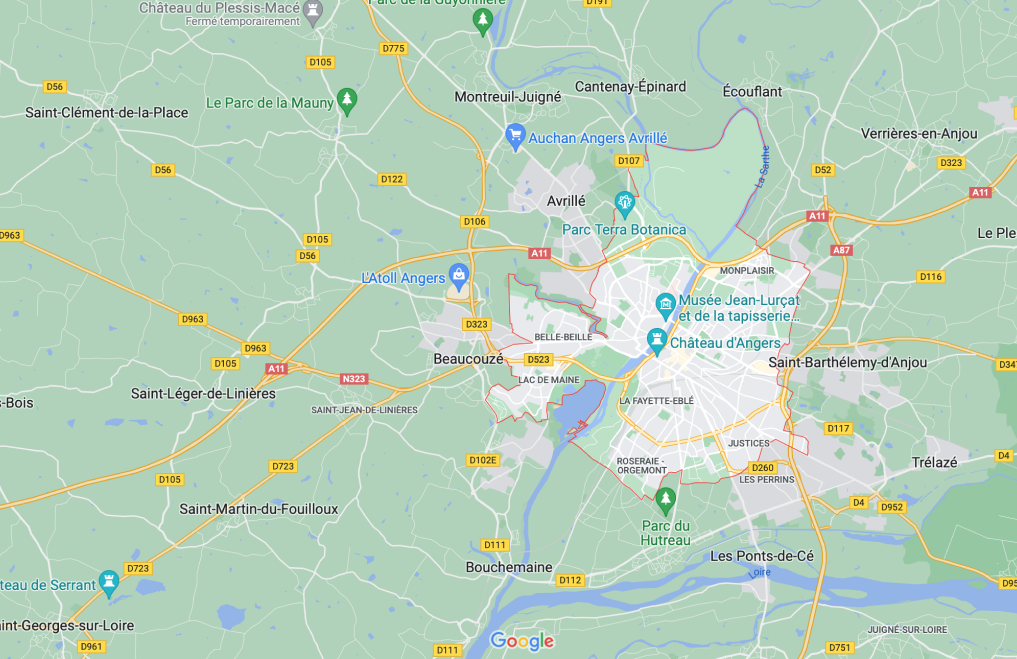 Château du Plessis-Macé
Fermé temporairement
Parc de la Guyonnière
D191
D775
D105
D56
Le Parc de la Mauny
Saint-Clément-de-la-Place
Montreuil-Juigné
Cantenay-Épinard
Écouflant
Auchan Angers Avrillé
Verrières-en-Anjou
D107
La Sarthe
D323
D52
D56
D122
A11
Avrillé
D106
Parc Terra Botanica
A11
D963
D105
D56
A11
A87
Le Ple
MONPLAISIR
L'Atoll Angers
D116
Musée Jean-Lurçat
et de la tapisserie...
D963
D323
BELLE-BEILLE
Château d'Angers
D963
D105
Beaucouzé
D523
Saint-Barthélemy-d'Anjou
D347
A11
N323
LAC DE MAINE
s-Bois
Saint-Léger-de-Linières
SAINT-JEAN-DE-LINIÈRES
LA FAYETTE-EBLÉ
D117
JUSTICES
D723
D102E
ROSERAIE -
ORGEMONT
D260
D4
Trélazé
D105
LES PERRINS
Saint-Martin-du-Fouilloux
D4
D952
Parc du
Hutreau
D111
Les Ponts-de-Cé
D723
Bouchemaine
Loire
teau de Serrant
D112
D95
int-Georges-sur-Loire
JUIGNÉ-SUR-LOIRE
D961
Google
D111
D751